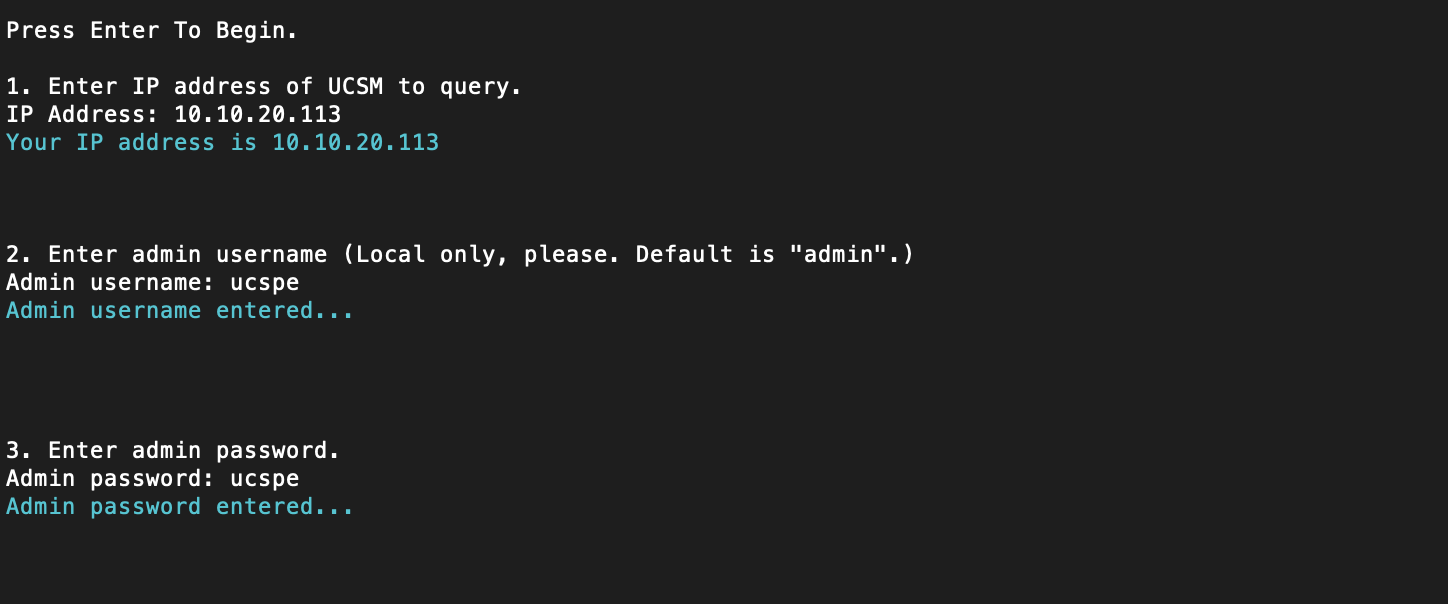 Press Enter To Begin.
1. Enter IP address of UCSM to query.
IP Address: 10.10.20.113
Your IP address is 10.10.20.113
2. Enter admin username (Local only, please. Default is "admin".)
Admin username: ucspe
Admin username entered...
3. Enter admin password.
Admin password: ucspe
Admin password entered...